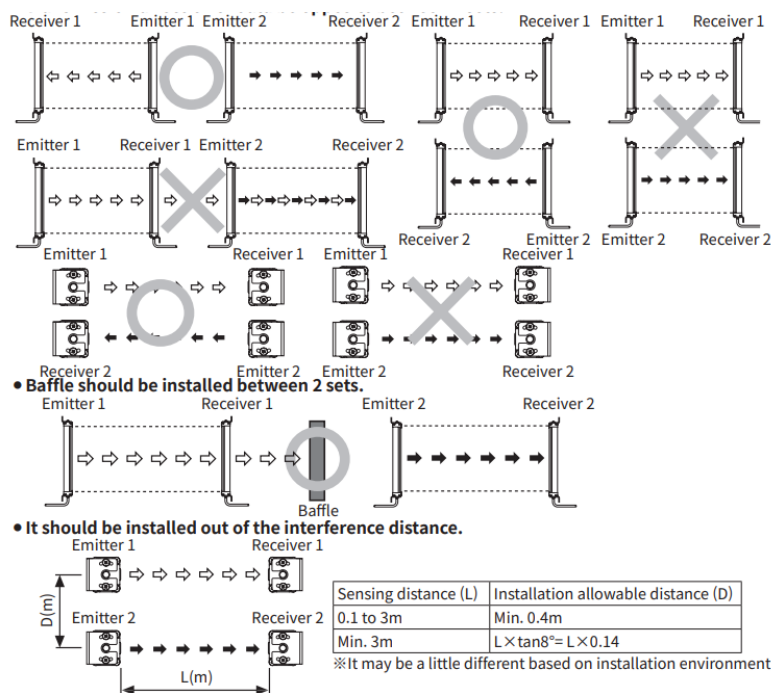 Receiver 1 Emitter 1 Emitter 2 Receiver 2 Emitter 1 Receiver 1 Emitter 1 Receiver 1
Emitter 1 Receiver 1 Emitter 2 Receiver 2
Receiver 2 Emitter 2 Emitter 2 Receiver 2
Emitter 1 Receiver 1 Emitter 1 Receiver 1
Receiver 2 Emitter 2 Emitter 2 Receiver 2
• Baffle should be installed between 2 sets.
Emitter 1 Receiver 1 Emitter 2 Receiver 2
Baffle
• It should be installed out of the interference distance.
Emitter 1 Receiver 1
D(m)
Emitter 2 Receiver 2
L(m)
Sensing distance (L) Installation allowable distance (D)
0.1 to 3m Min. 0.4m
Min. 3m L×tan8°= L×0.14
※It may be a little different based on installation environment